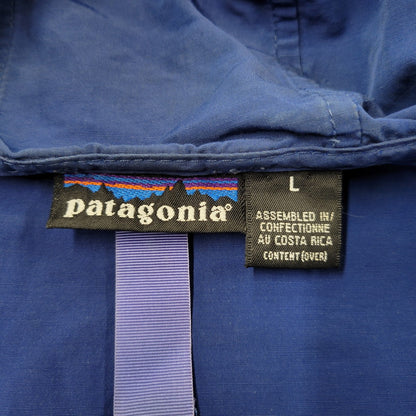 patagonia®
L
ASSEMBLED IN/
CONFECTIONNE
AU COSTA RICA
CONTENT (OVER)